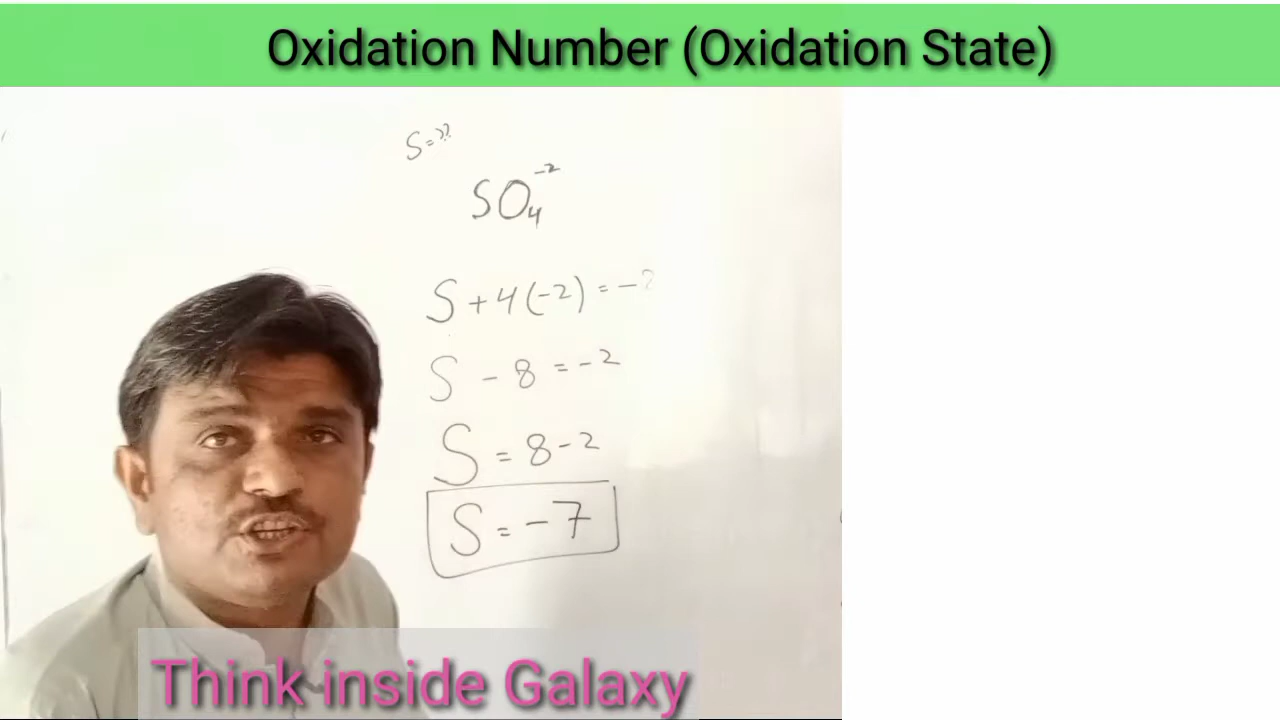 Oxidation Number (Oxidation State)
S=??
SO₄⁻²
S+4(-2)=-2
S-8=-2
S=8-2
S=-7
Think inside Galaxy